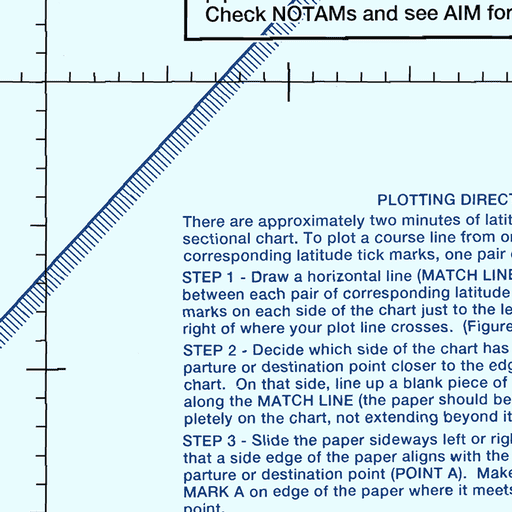 Check NOTAMs and see AIM for
PLOTTING DIRECT
There are approximately two minutes of latit
sectional chart. To plot a course line from or
corresponding latitude tick marks, one pair
STEP 1 - Draw a horizontal line (MATCH LINE
between each pair of corresponding latitude
marks on each side of the chart just to the le
right of where your plot line crosses. (Figure
STEP 2 - Decide which side of the chart has
parture or destination point closer to the edg
chart. On that side, line up a blank piece of
along the MATCH LINE (the paper should be
pletely on the chart, not extending beyond it
STEP 3 - Slide the paper sideways left or righ
that a side edge of the paper aligns with the
parture or destination point (POINT A). Make
MARK A on edge of the paper where it meets
point.